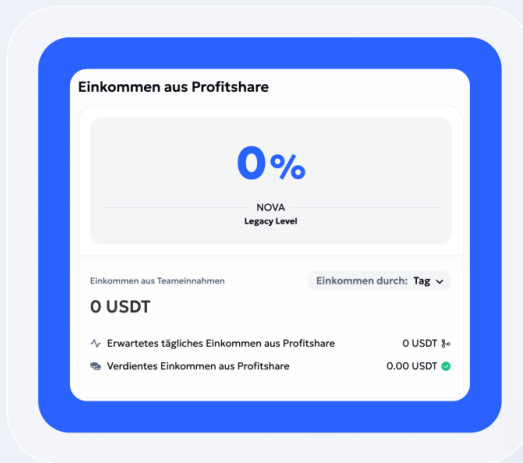 Einkommen aus Profitshare
0%
NOVA
Legacy Level
Einkommen aus Teameinnahmen
Einkommen durch: Tag
0 USDT
Erwartetes tägliches Einkommen aus Profitshare 0 USDT
Verdientes Einkommen aus Profitshare 0.00 USDT